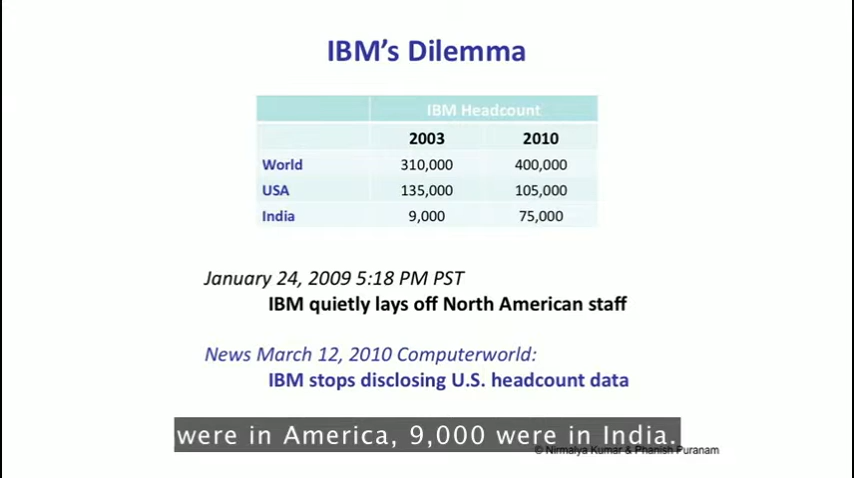 IBM's Dilemma
IBM Headcount
2003 2010
World 310,000 400,000
USA 135,000 105,000
India 9,000 75,000
January 24, 2009 5:18 PM PST
IBM quietly lays off North American staff
News March 12, 2010 Computerworld:
IBM stops disclosing U.S. headcount data
were in America, 9,000 were in India.
© Nirmalya Kumar & Phanish Puranam